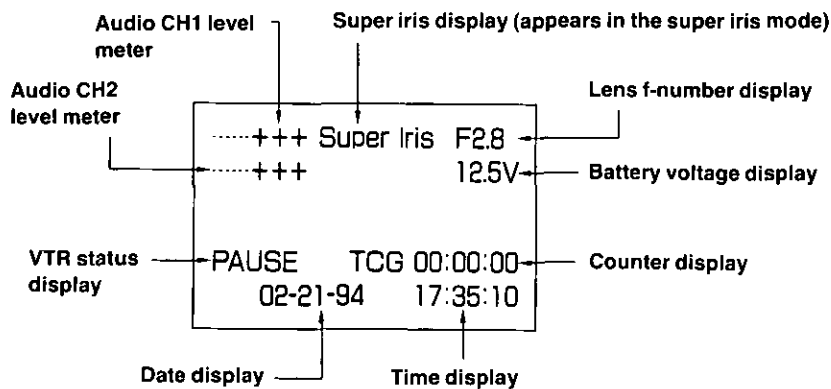 Audio CH1 level
meter
Super iris display (appears in the super iris mode)
Audio CH2
level meter
Lens f-number display
-----+++ Super Iris F2.8
-----+++ 12.5V
Battery voltage display
VTR status
display
PAUSE TCG 00:00:00
Counter display
02-21-94 17:35:10
Date display
Time display